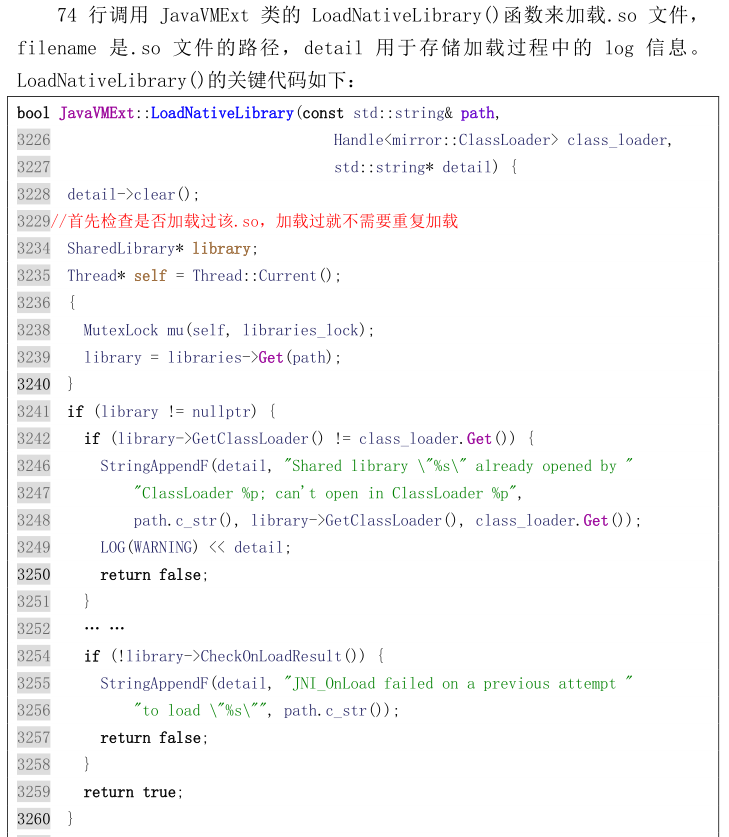 74 行调用 JavaVMExt 类的 LoadNativeLibrary()函数来加载.so 文件，
filename 是.so 文件的路径，detail 用于存储加载过程中的 log 信息。
LoadNativeLibrary()的关键代码如下：
bool JavaVMExt::LoadNativeLibrary(const std::string& path,
3226 Handle<mirror::ClassLoader> class_loader,
3227 std::string* detail) {
3228 detail->clear();
3229//首先检查是否加载过该.so，加载过就不需要重复加载
3234 SharedLibrary* library;
3235 Thread* self = Thread::Current();
3236 {
3238 MutexLock mu(self, libraries_lock);
3239 library = libraries->Get(path);
3240 }
3241 if (library != nullptr) {
3242 if (library->GetClassLoader() != class_loader.Get()) {
3246 StringAppendF(detail, "Shared library \"%s\" already opened by "
3247 "ClassLoader %p; can't open in ClassLoader %p",
3248 path.c_str(), library->GetClassLoader(), class_loader.Get());
3249 LOG(WARNING) << detail;
3250 return false;
3251 }
3252 … …
3254 if (!library->CheckOnLoadResult()) {
3255 StringAppendF(detail, "JNI_OnLoad failed on a previous attempt "
3256 "to load \"%s\"", path.c_str());
3257 return false;
3258 }
3259 return true;
3260 }